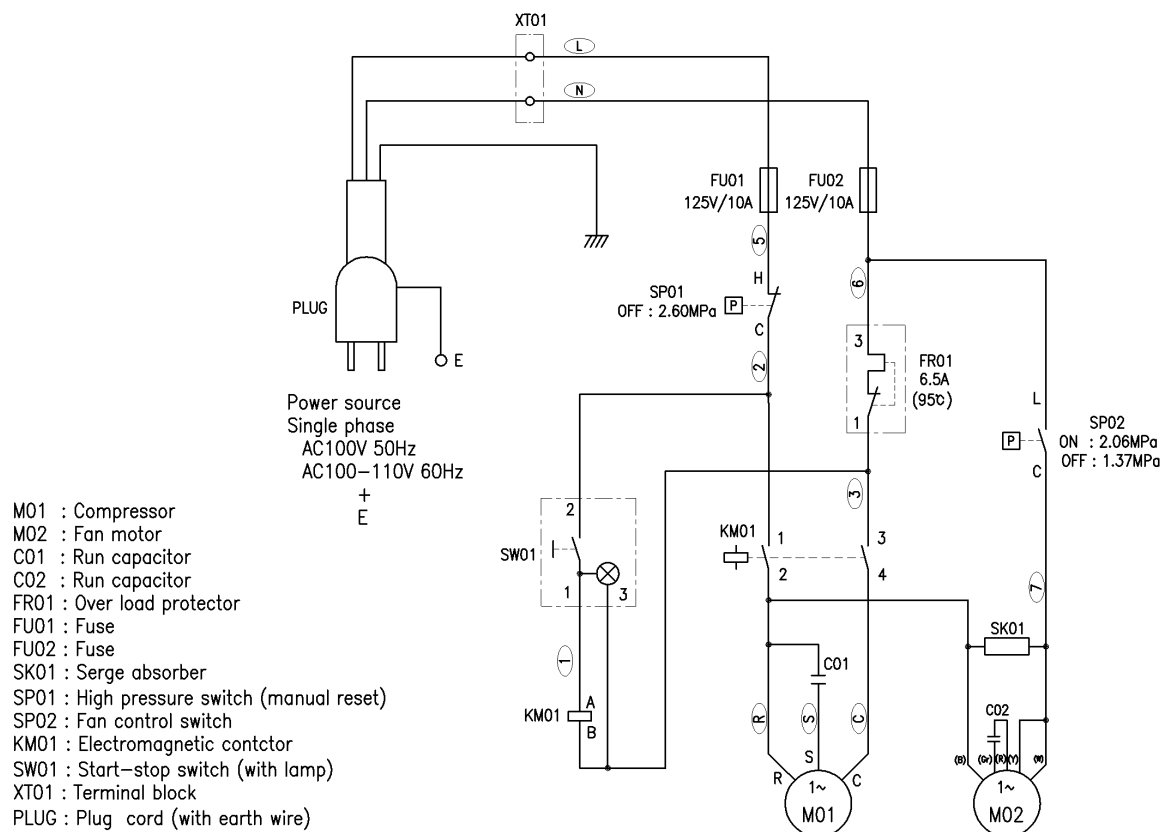 XT01
L
N
FU01
125V/10A
FU02
125V/10A
5
H
SP01
OFF : 2.60MPa
P
C
2
6
3
FR01
6.5A
(95℃)
1
PLUG
E
Power source
Single phase
AC100V 50Hz
AC100-110V 60Hz
+
E
L
SP02
P
ON : 2.06MPa
OFF : 1.37MPa
C
3
2
SW01
1
3
KM01
1
2
3
4
7
SK01
1
KM01
A
B
C01
R
S
C
C02
(B)
(Gr)
(R)
(Y)
(W)
R
S
C
1~
M01
1~
M02
M01 : Compressor
M02 : Fan motor
C01 : Run capacitor
C02 : Run capacitor
FR01 : Over load protector
FU01 : Fuse
FU02 : Fuse
SK01 : Serge absorber
SP01 : High pressure switch (manual reset)
SP02 : Fan control switch
KM01 : Electromagnetic contctor
SW01 : Start-stop switch (with lamp)
XT01 : Terminal block
PLUG : Plug cord (with earth wire)